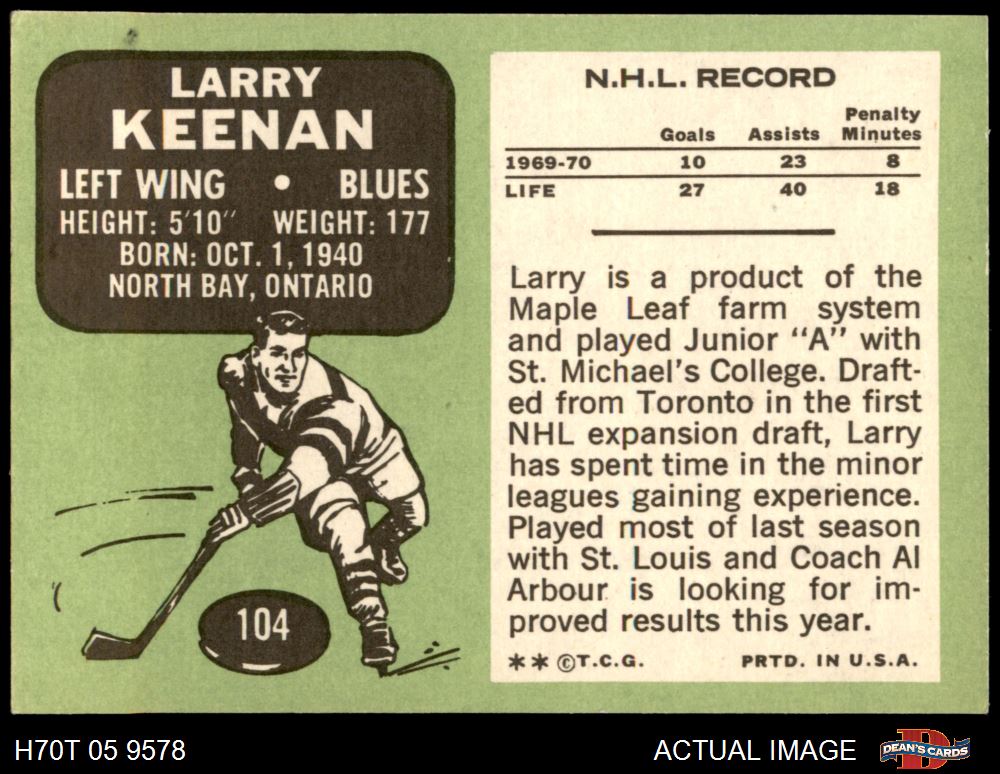 LARRY
KEENAN
LEFT WING • BLUES
HEIGHT: 5'10" WEIGHT: 177
BORN: OCT. 1, 1940
NORTH BAY, ONTARIO
104
N.H.L. RECORD
Goals Assists Penalty Minutes
1969-70 10 23 8
LIFE 27 40 18
Larry is a product of the
Maple Leaf farm system
and played Junior "A" with
St. Michael's College. Draft-
ed from Toronto in the first
NHL expansion draft, Larry
has spent time in the minor
leagues gaining experience.
Played most of last season
with St. Louis and Coach Al
Arbour is looking for im-
proved results this year.
** ©T.C.G. PRTD. IN U.S.A.
H70T 05 9578 ACTUAL IMAGE DEAN'S CARDS